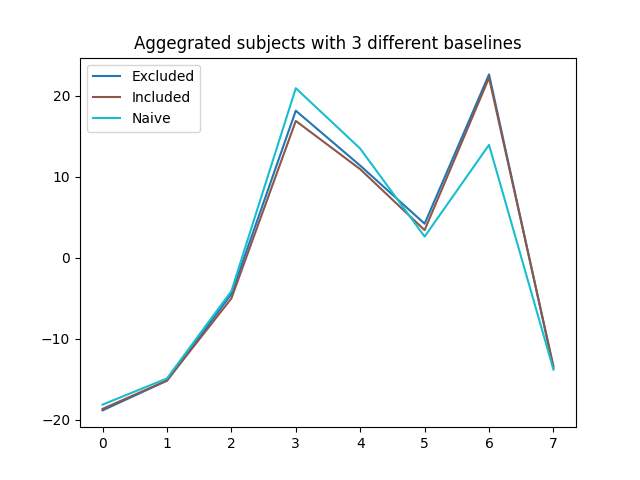 Aggegrated subjects with 3 different baselines
Excluded
Included
Naive
20
10
0
−10
−20
0 1 2 3 4 5 6 7